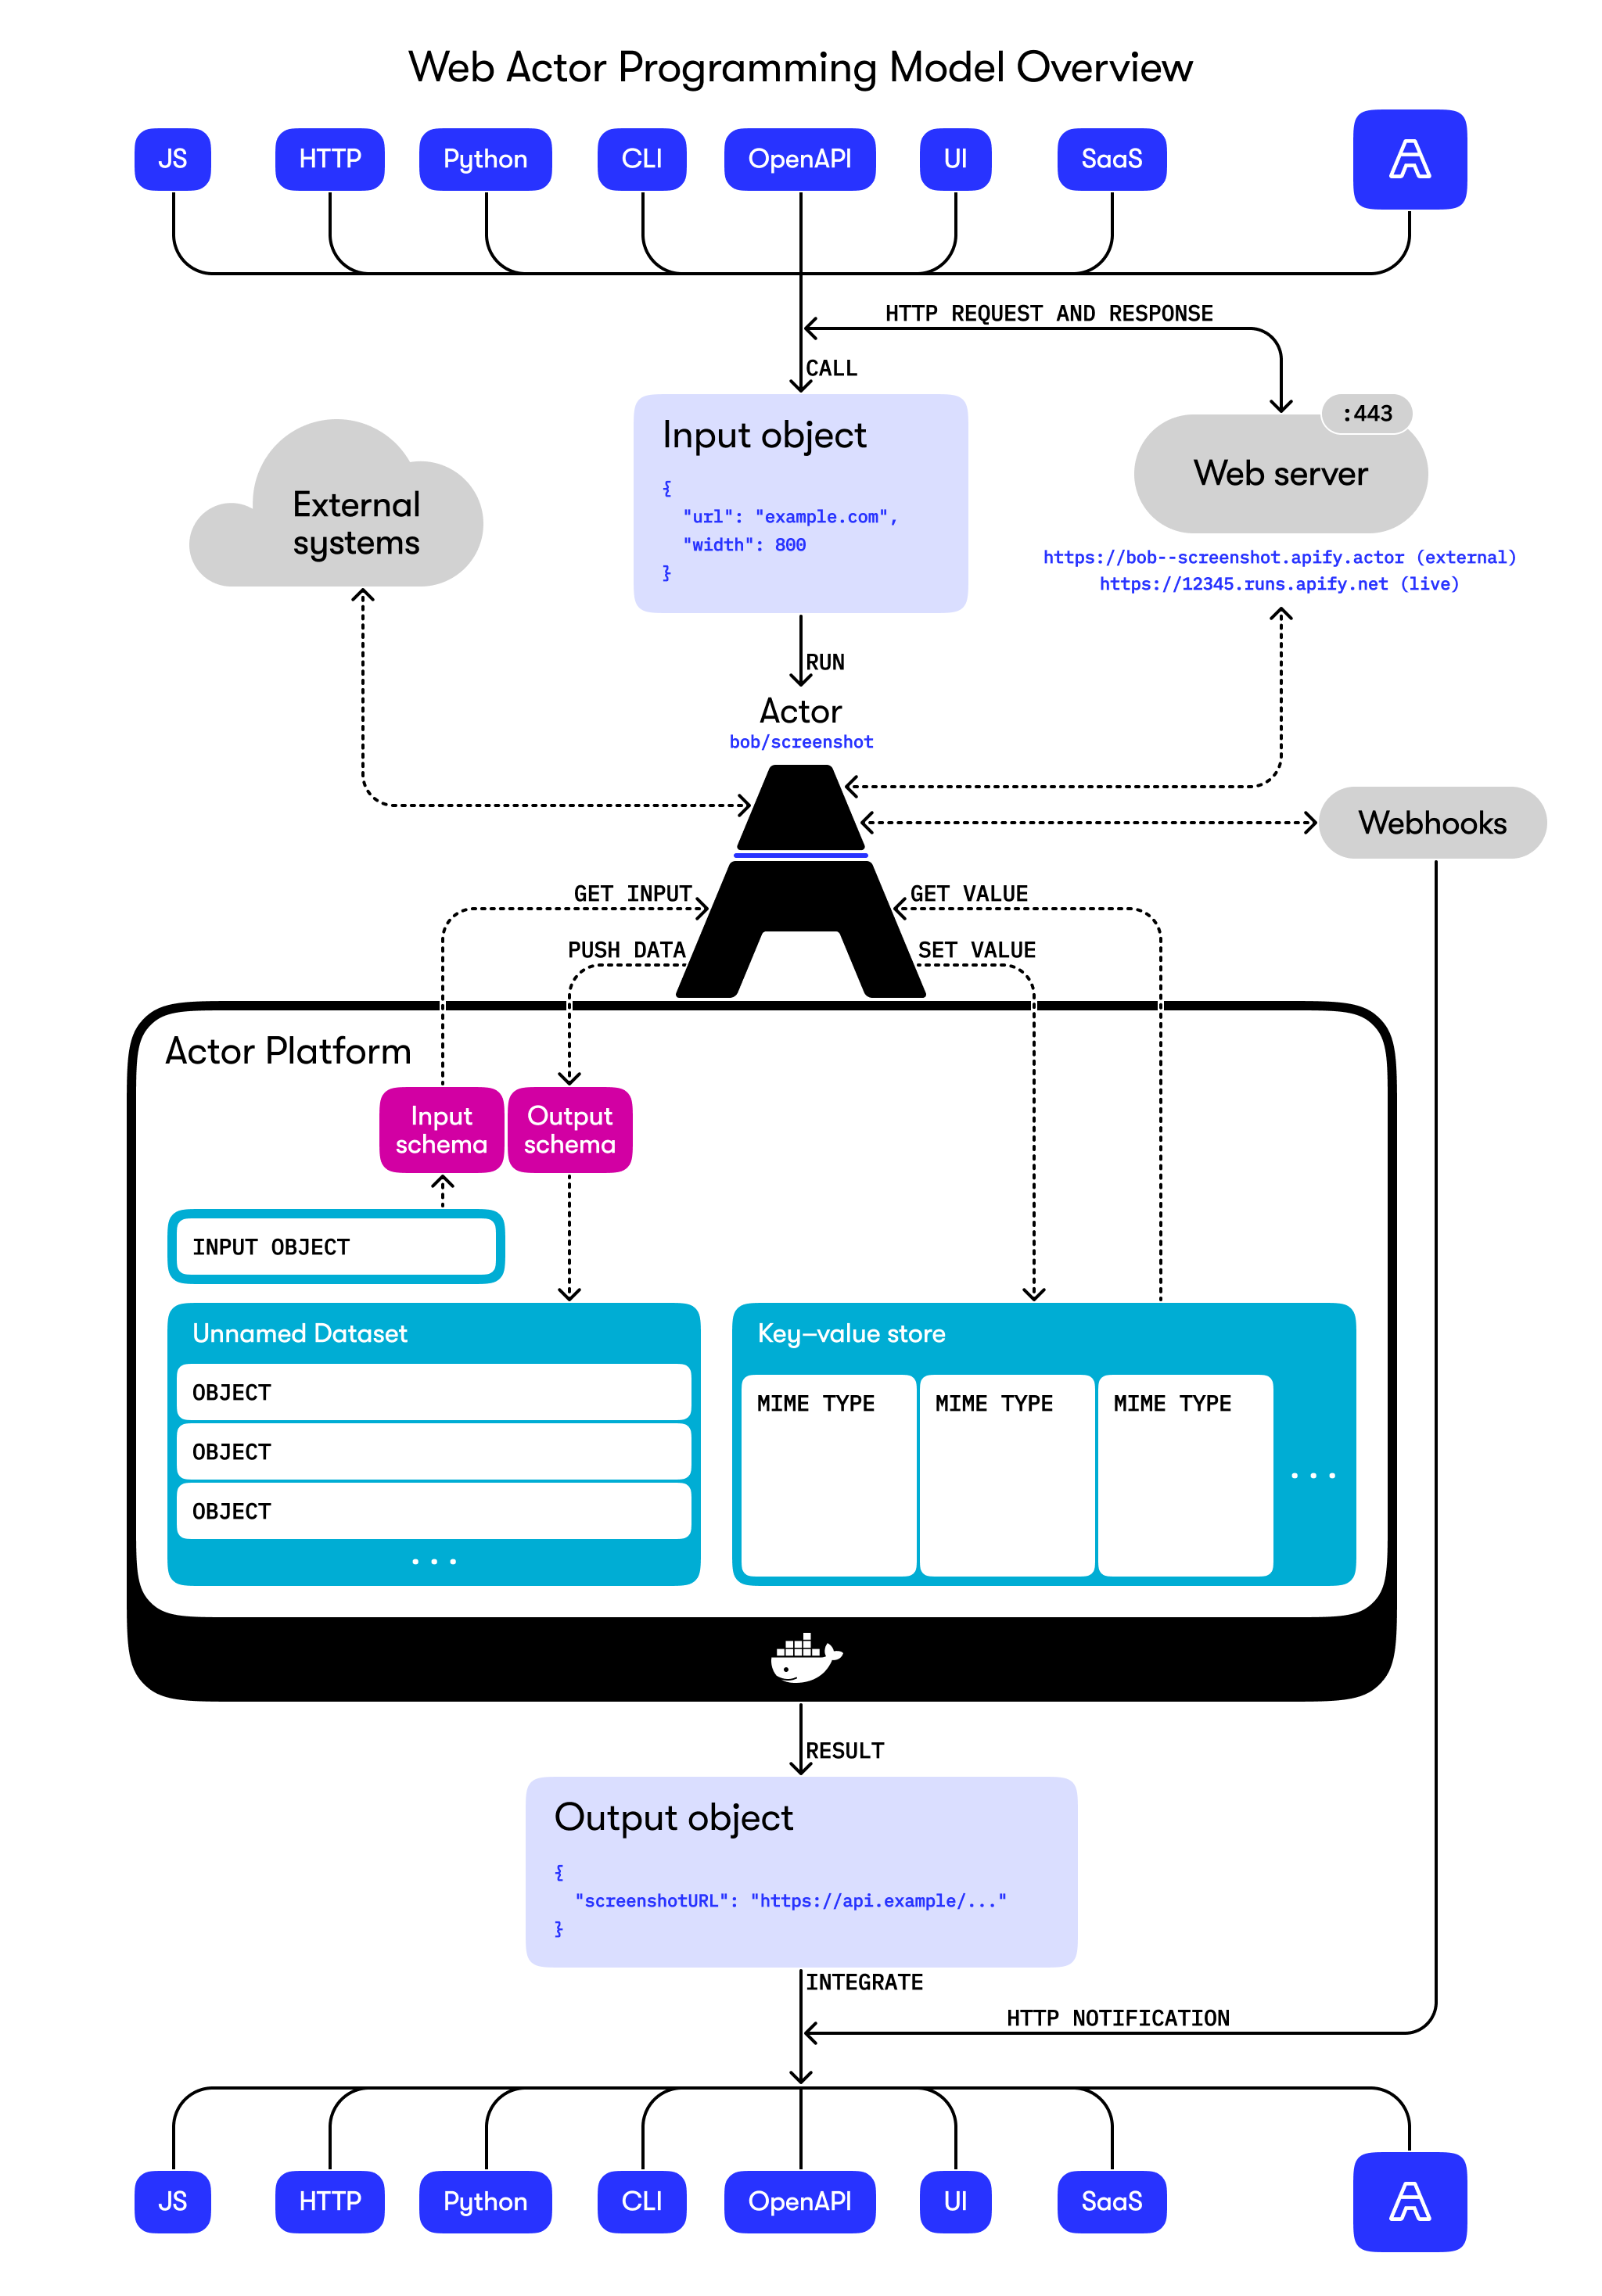 Web Actor Programming Model Overview
JS
HTTP
Python
CLI
OpenAPI
UI
SaaS
HTTP REQUEST AND RESPONSE
CALL
:443
Input object
{
"url": "example.com",
"width": 800
}
Web server
External
systems
https://bob--screenshot.apify.actor (external)
https://12345.runs.apify.net (live)
RUN
Actor
bob/screenshot
Webhooks
GET INPUT
GET VALUE
PUSH DATA
SET VALUE
Actor Platform
Input
schema
Output
schema
INPUT OBJECT
Unnamed Dataset
OBJECT
OBJECT
OBJECT
...
Key–value store
MIME TYPE
MIME TYPE
MIME TYPE
...
RESULT
Output object
{
"screenshotURL": "https://api.example/..."
}
INTEGRATE
HTTP NOTIFICATION
JS
HTTP
Python
CLI
OpenAPI
UI
SaaS